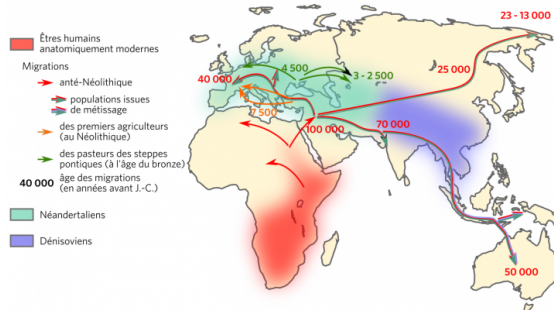 Êtres humains
anatomiquement modernes
Migrations
anté-Néolithique
populations issues
de métissage
des premiers agriculteurs
(au Néolithique)
des pasteurs des steppes
pontiques (à l'âge du bronze)
40 000 âge des migrations
(en années avant J.-C.)
Néandertaliens
Dénisoviens
23 - 13 000
40 000
4 500
3 - 2 500
25 000
7 500
100 000
70 000
50 000